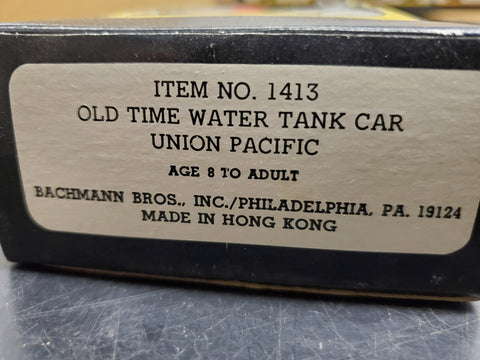 ITEM NO. 1413
OLD TIME WATER TANK CAR
UNION PACIFIC
AGE 8 TO ADULT
BACHMANN BROS., INC./PHILADELPHIA, PA. 19124
MADE IN HONG KONG